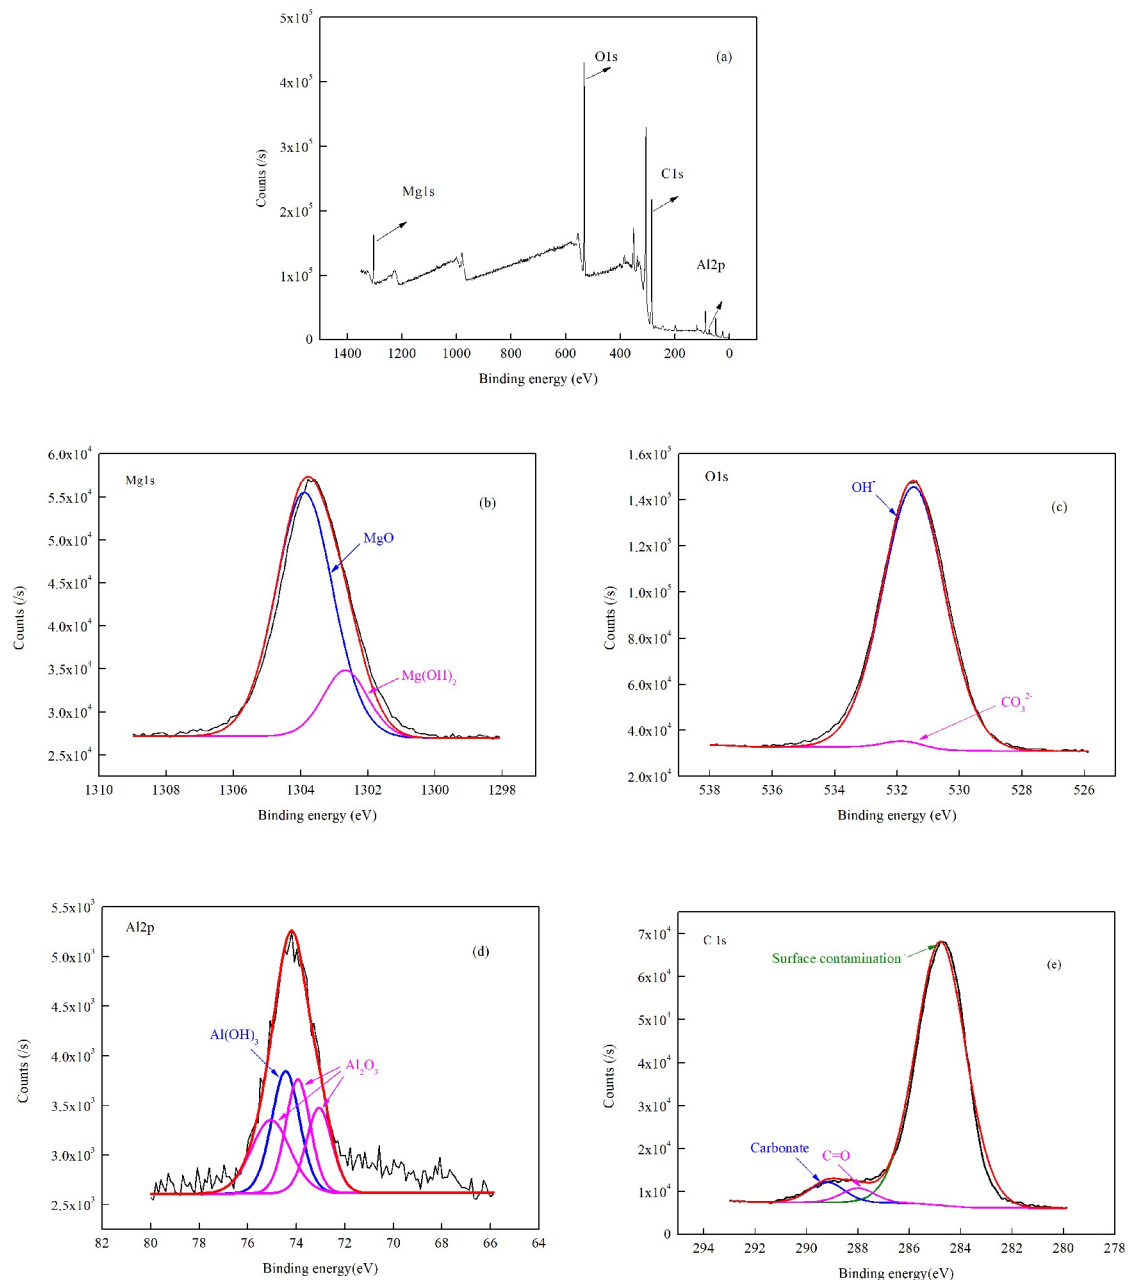 5x10⁵
4x10⁵
3x10⁵
2x10⁵
1x10⁵
0
Counts (/s)
O1s
(a)
Mg1s
C1s
Al2p
1400 1200 1000 800 600 400 200 0
Binding energy (eV)
6.0x10⁴
5.5x10⁴
5.0x10⁴
4.5x10⁴
4.0x10⁴
3.5x10⁴
3.0x10⁴
2.5x10⁴
Counts (/s)
Mg1s
(b)
MgO
Mg(OH)₂
1310 1308 1306 1304 1302 1300 1298
Binding energy (eV)
1.6x10⁵
1.4x10⁵
1.2x10⁵
1.0x10⁵
8.0x10⁴
6.0x10⁴
4.0x10⁴
2.0x10⁴
Counts (/s)
O1s
OH⁻
(c)
CO₃²⁻
538 536 534 532 530 528 526
Binding energy (eV)
5.5x10³
5.0x10³
4.5x10³
4.0x10³
3.5x10³
3.0x10³
2.5x10³
Counts (/s)
Al2p
(d)
Al(OH)₃
Al₂O₃
82 80 78 76 74 72 70 68 66 64
Binding energy(eV)
7x10⁴
6x10⁴
5x10⁴
4x10⁴
3x10⁴
2x10⁴
1x10⁴
0
Counts (/s)
C 1s
Surface contamination
(e)
Carbonate
C=O
294 292 290 288 286 284 282 280 278
Binding energy(eV)